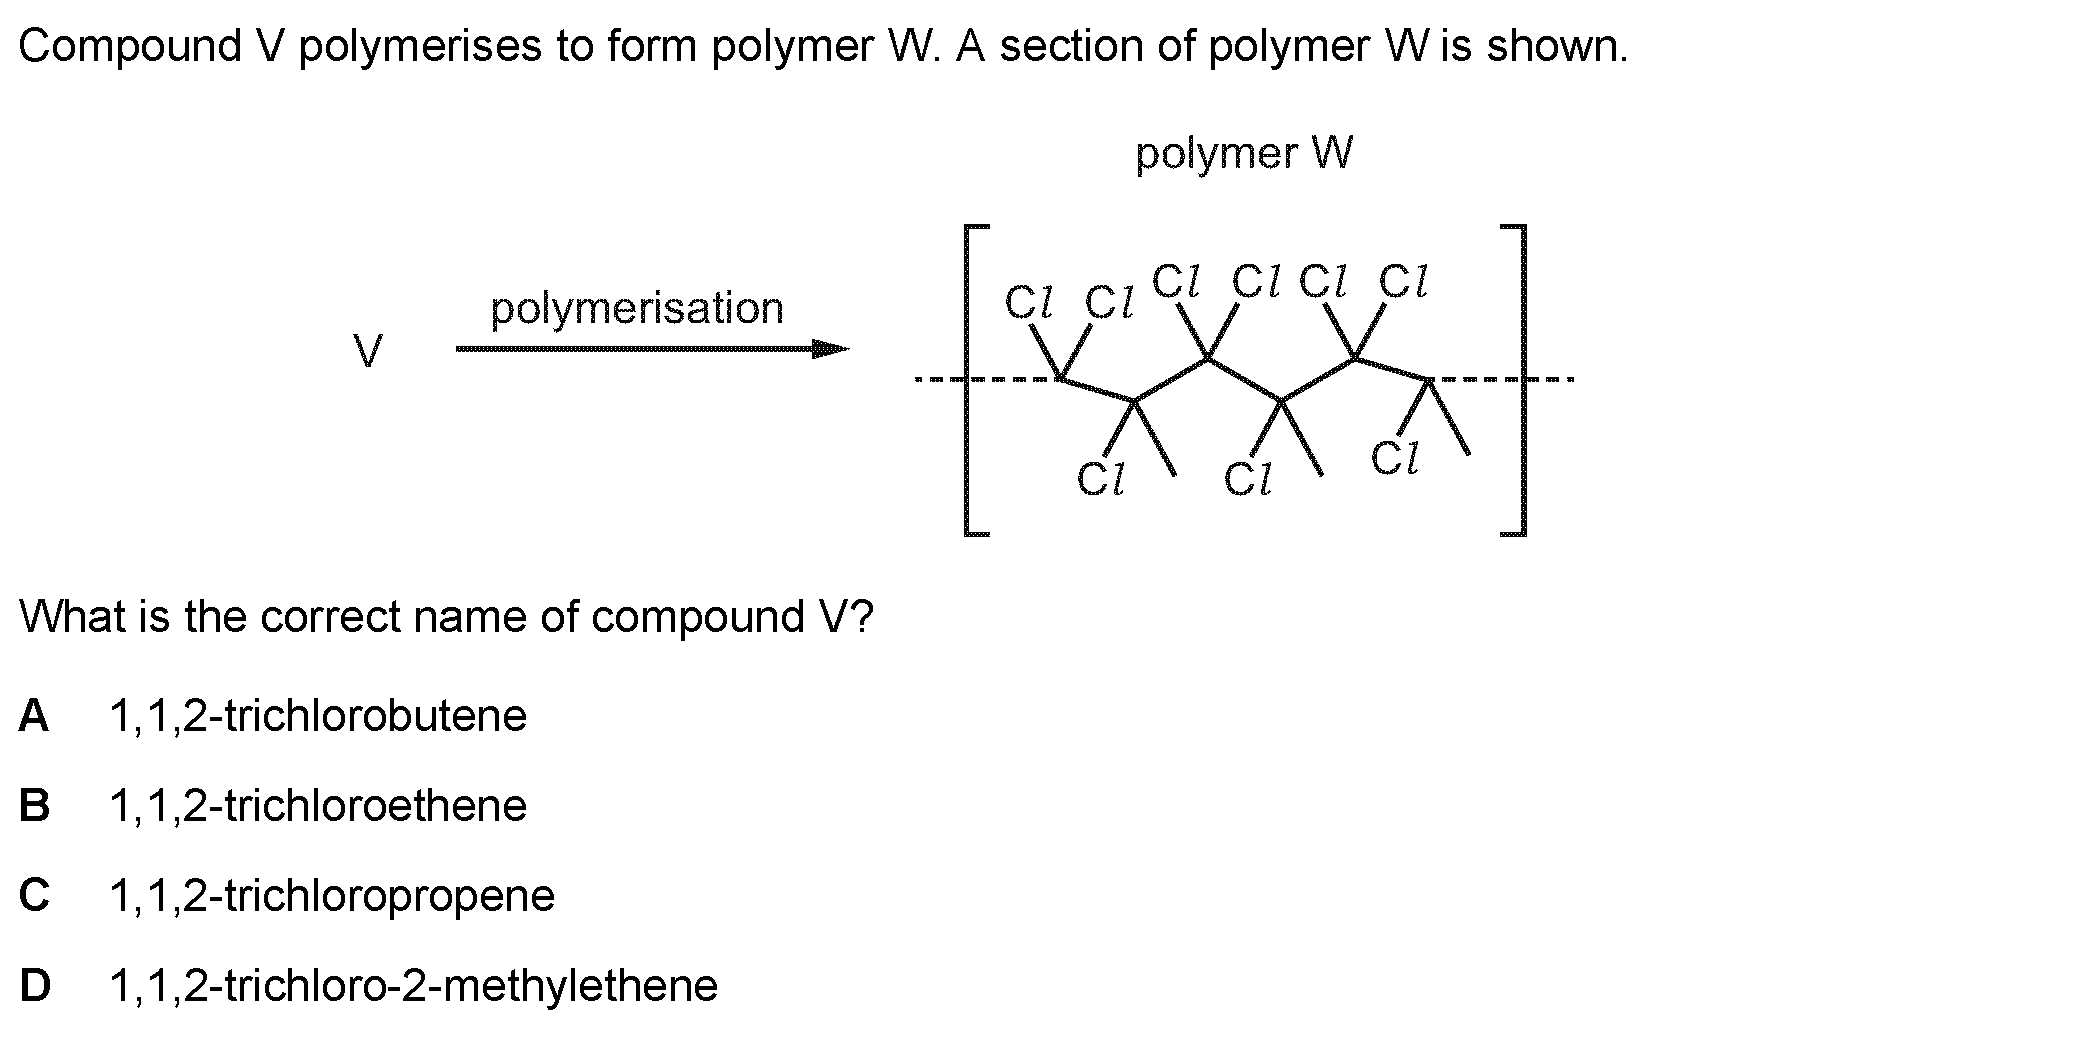 Compound V polymerises to form polymer W. A section of polymer W is shown.
polymer W
V
polymerisation
Cl Cl Cl Cl Cl Cl
Cl Cl Cl
What is the correct name of compound V?
A 1,1,2-trichlorobutene
B 1,1,2-trichloroethene
C 1,1,2-trichloropropene
D 1,1,2-trichloro-2-methylethene